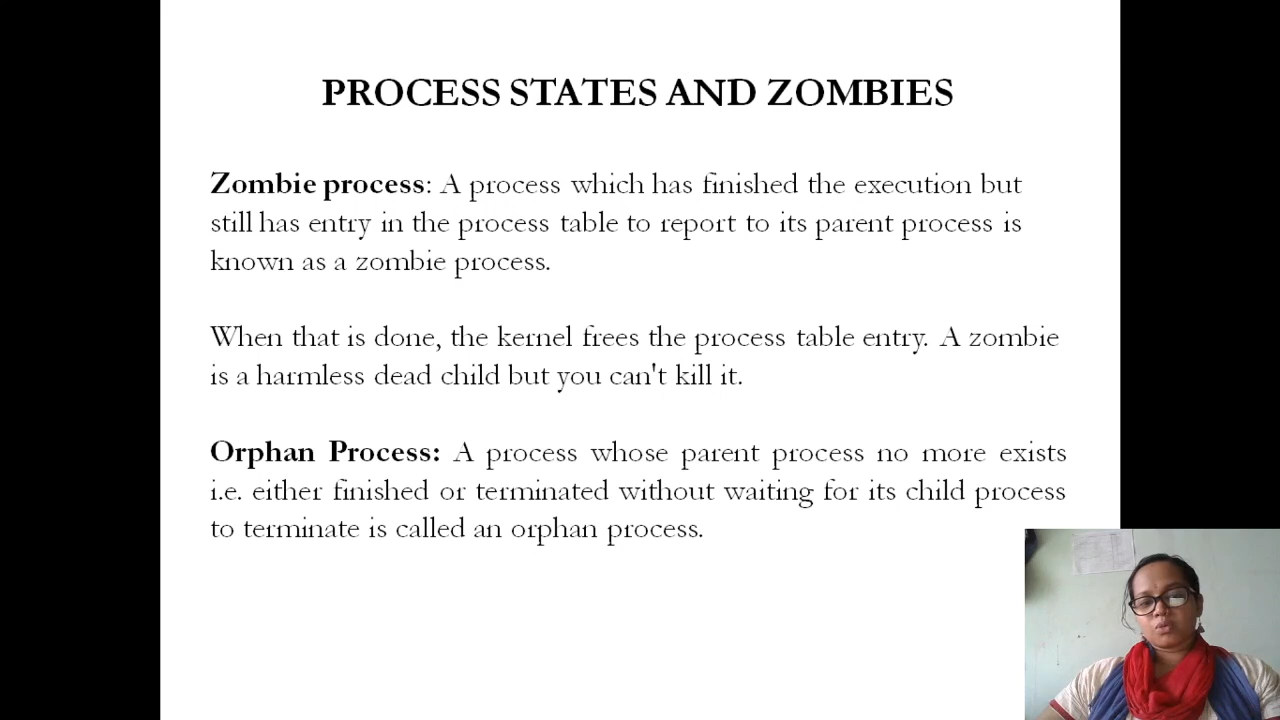 PROCESS STATES AND ZOMBIES
Zombie process: A process which has finished the execution but
still has entry in the process table to report to its parent process is
known as a zombie process.
When that is done, the kernel frees the process table entry. A zombie
is a harmless dead child but you can't kill it.
Orphan Process: A process whose parent process no more exists
i.e. either finished or terminated without waiting for its child process
to terminate is called an orphan process.